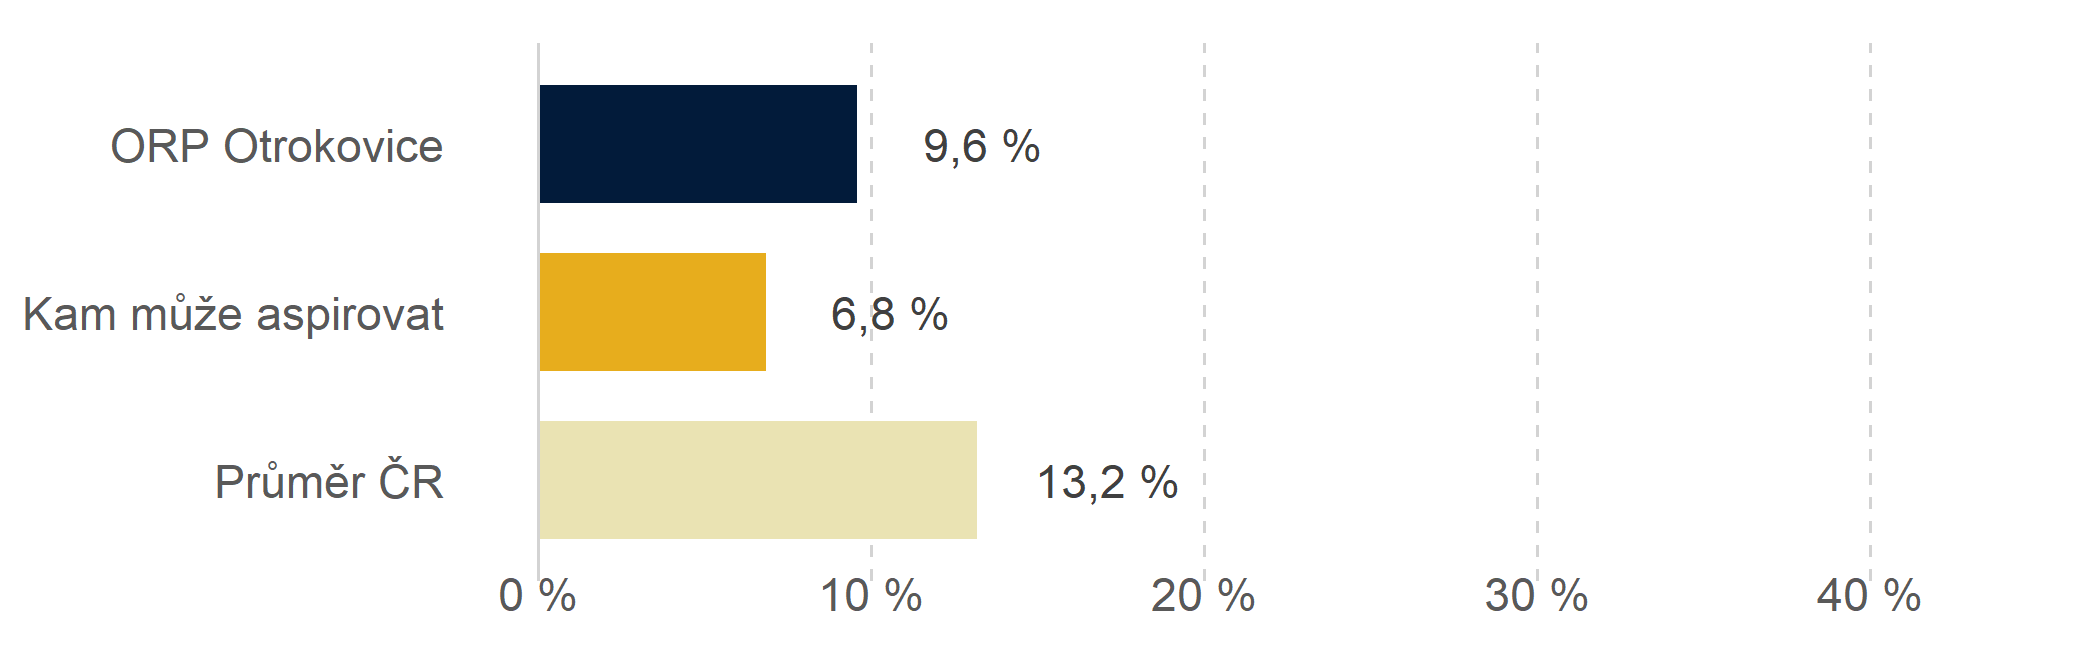 ORP Otrokovice
9,6 %
Kam může aspirovat
6,8 %
Průměr ČR
13,2 %
0 %
10 %
20 %
30 %
40 %